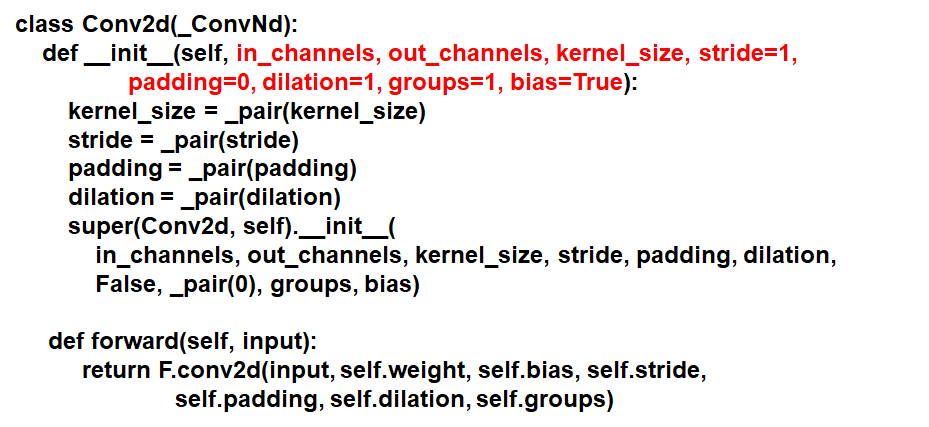 class Conv2d(_ConvNd):
def __init__(self, in_channels, out_channels, kernel_size, stride=1,
padding=0, dilation=1, groups=1, bias=True):
kernel_size = _pair(kernel_size)
stride = _pair(stride)
padding = _pair(padding)
dilation = _pair(dilation)
super(Conv2d, self).__init__(
in_channels, out_channels, kernel_size, stride, padding, dilation,
False, _pair(0), groups, bias)
def forward(self, input):
return F.conv2d(input, self.weight, self.bias, self.stride,
self.padding, self.dilation, self.groups)